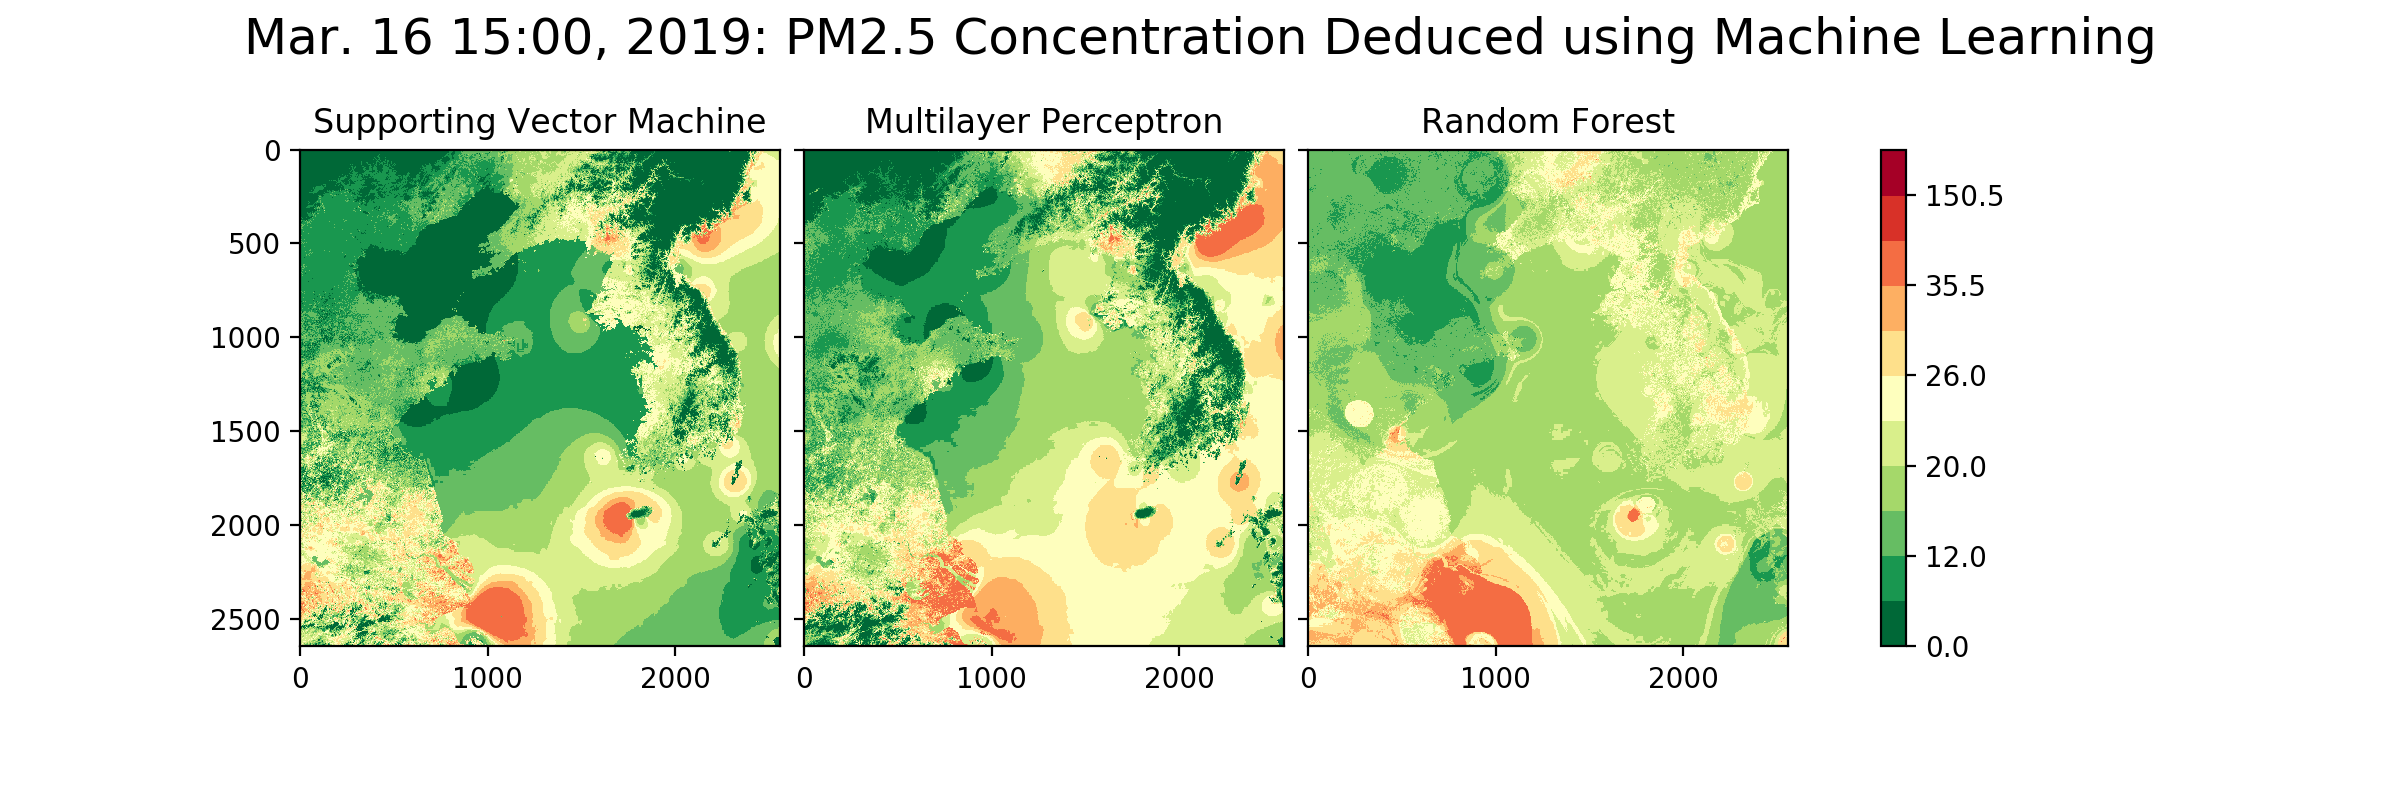 Mar. 16 15:00, 2019: PM2.5 Concentration Deduced using Machine Learning
Supporting Vector Machine
Multilayer Perceptron
Random Forest
0
500
1000
1500
2000
2500
0 1000 2000
0 1000 2000
0 1000 2000
150.5
35.5
26.0
20.0
12.0
0.0